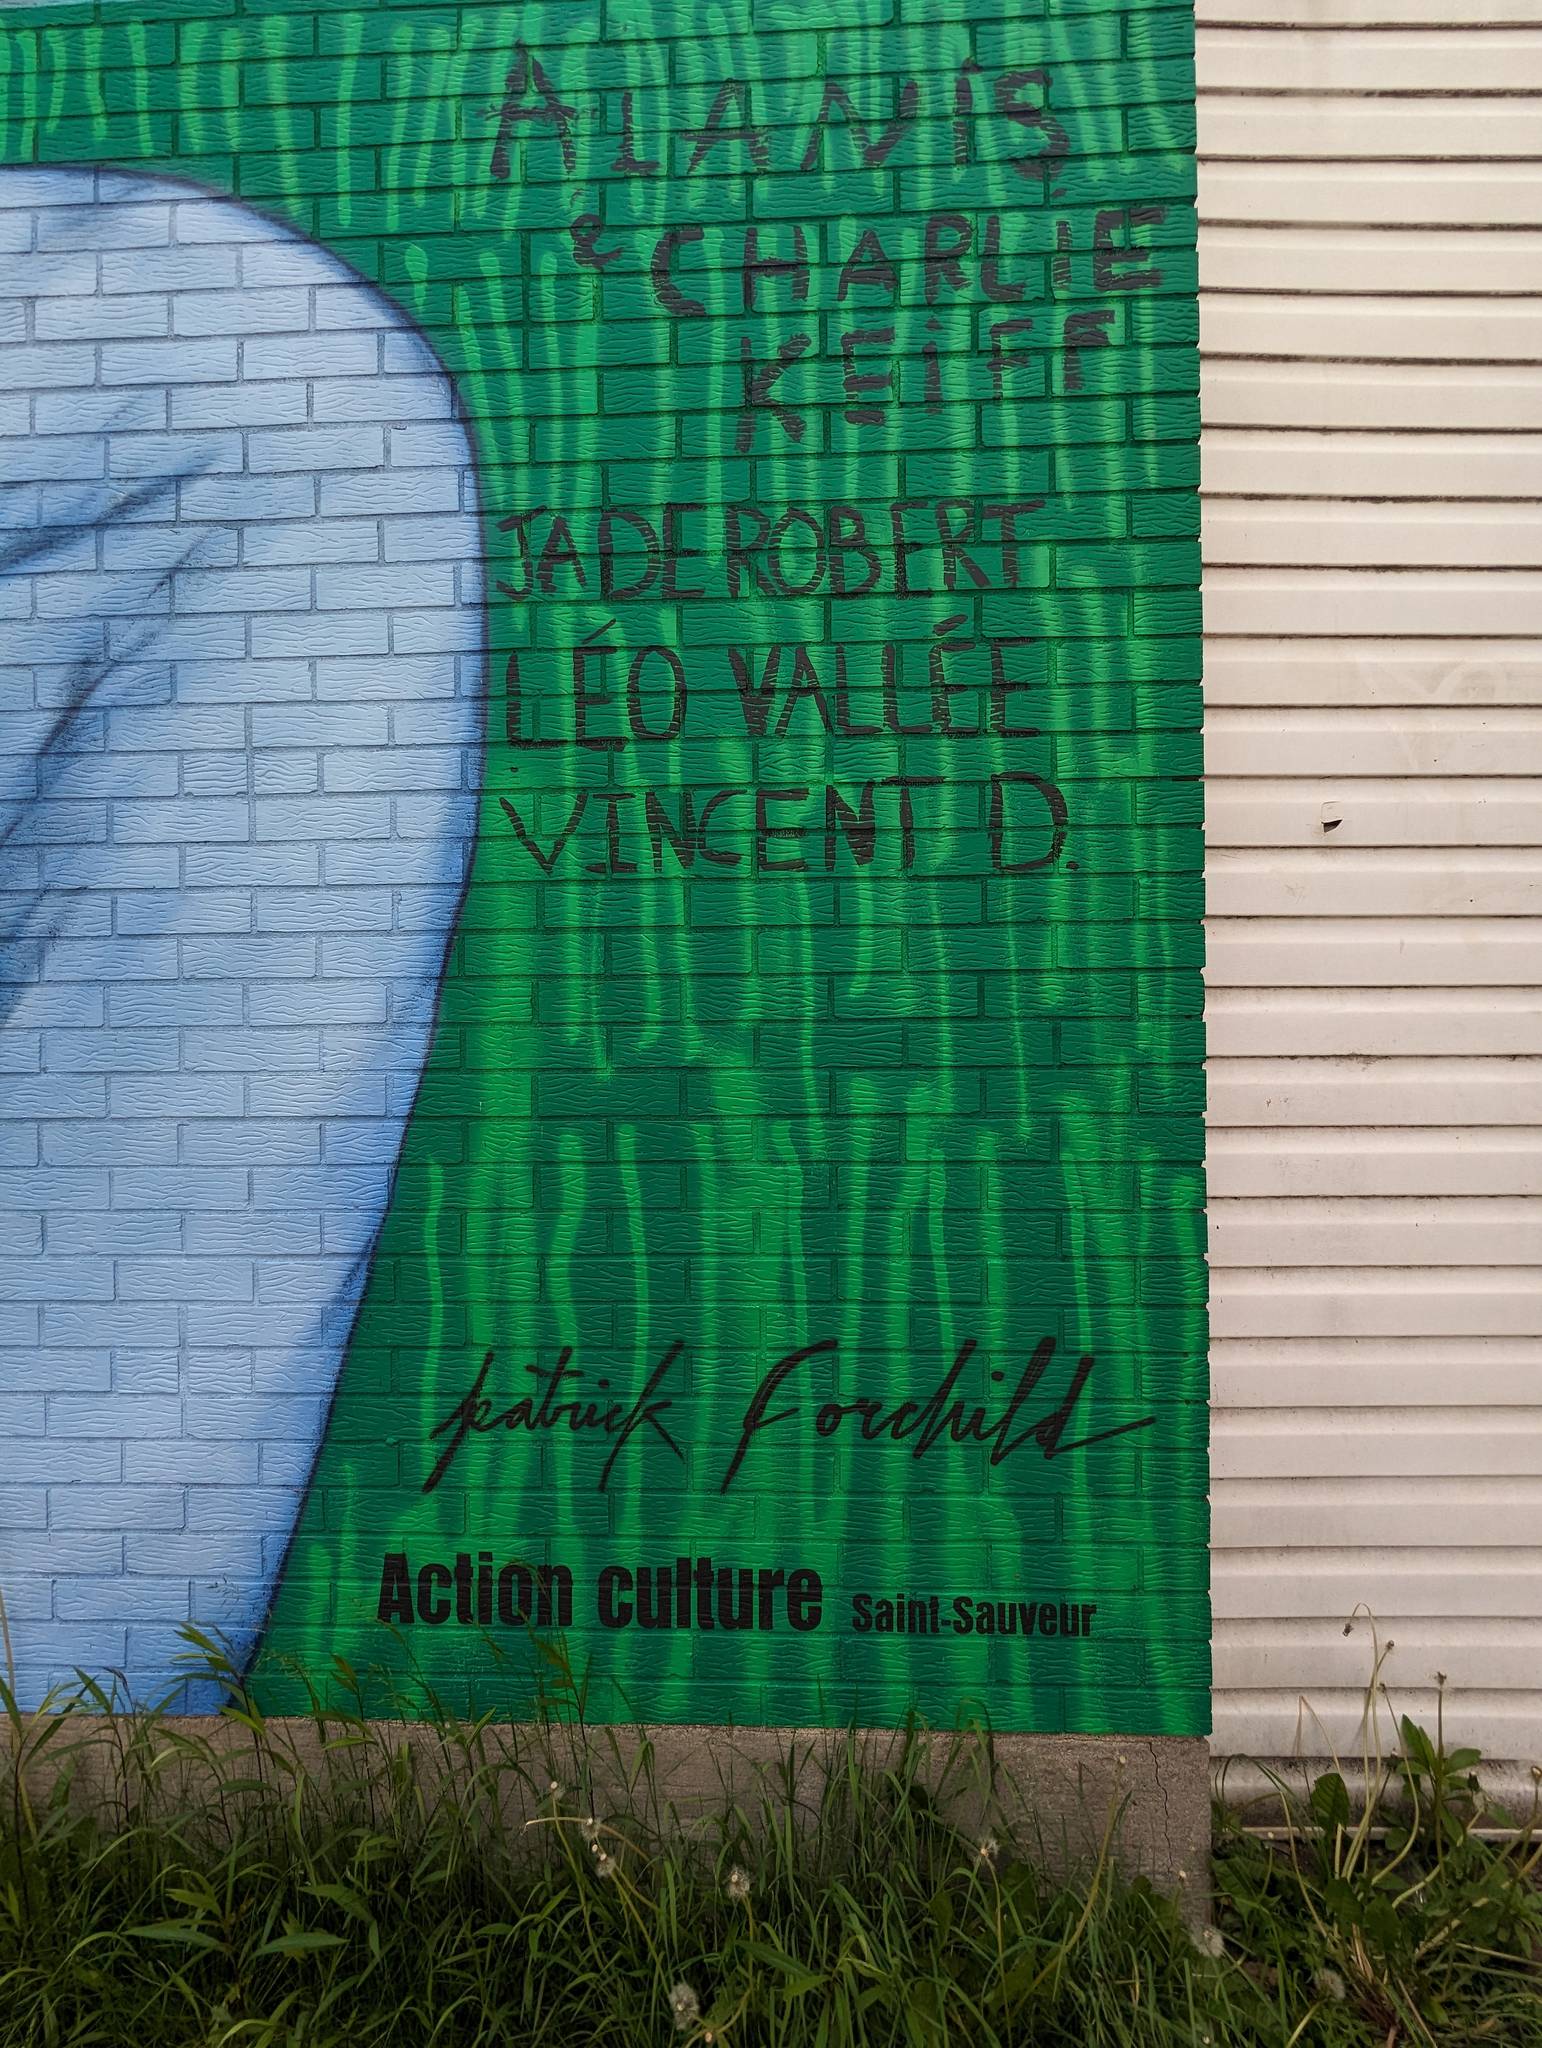 ALANiS
& CHARLIE
KEiFF
JADE ROBERT
LÉO VALLÉE
VINCENT D.
patrick Forchild
Action culture Saint-Sauveur